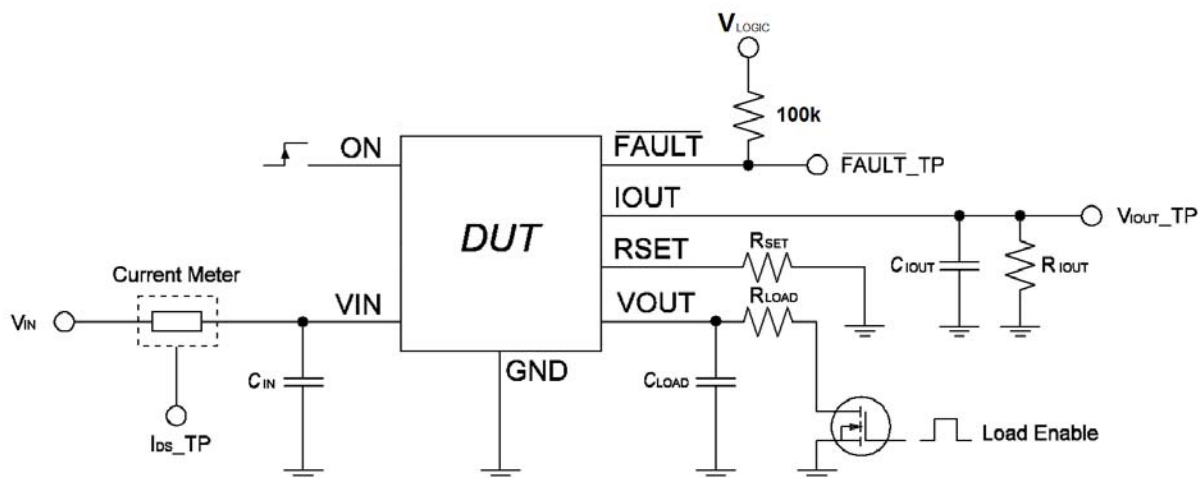 VLOGIC
100k
ON
FAULT
FAULT_TP
IOUT
VIOUT_TP
DUT
RSET
RSET
CIOUT
RIOUT
Current Meter
RLOAD
VIN
VIN
VOUT
GND
CIN
CLOAD
IDS_TP
Load Enable